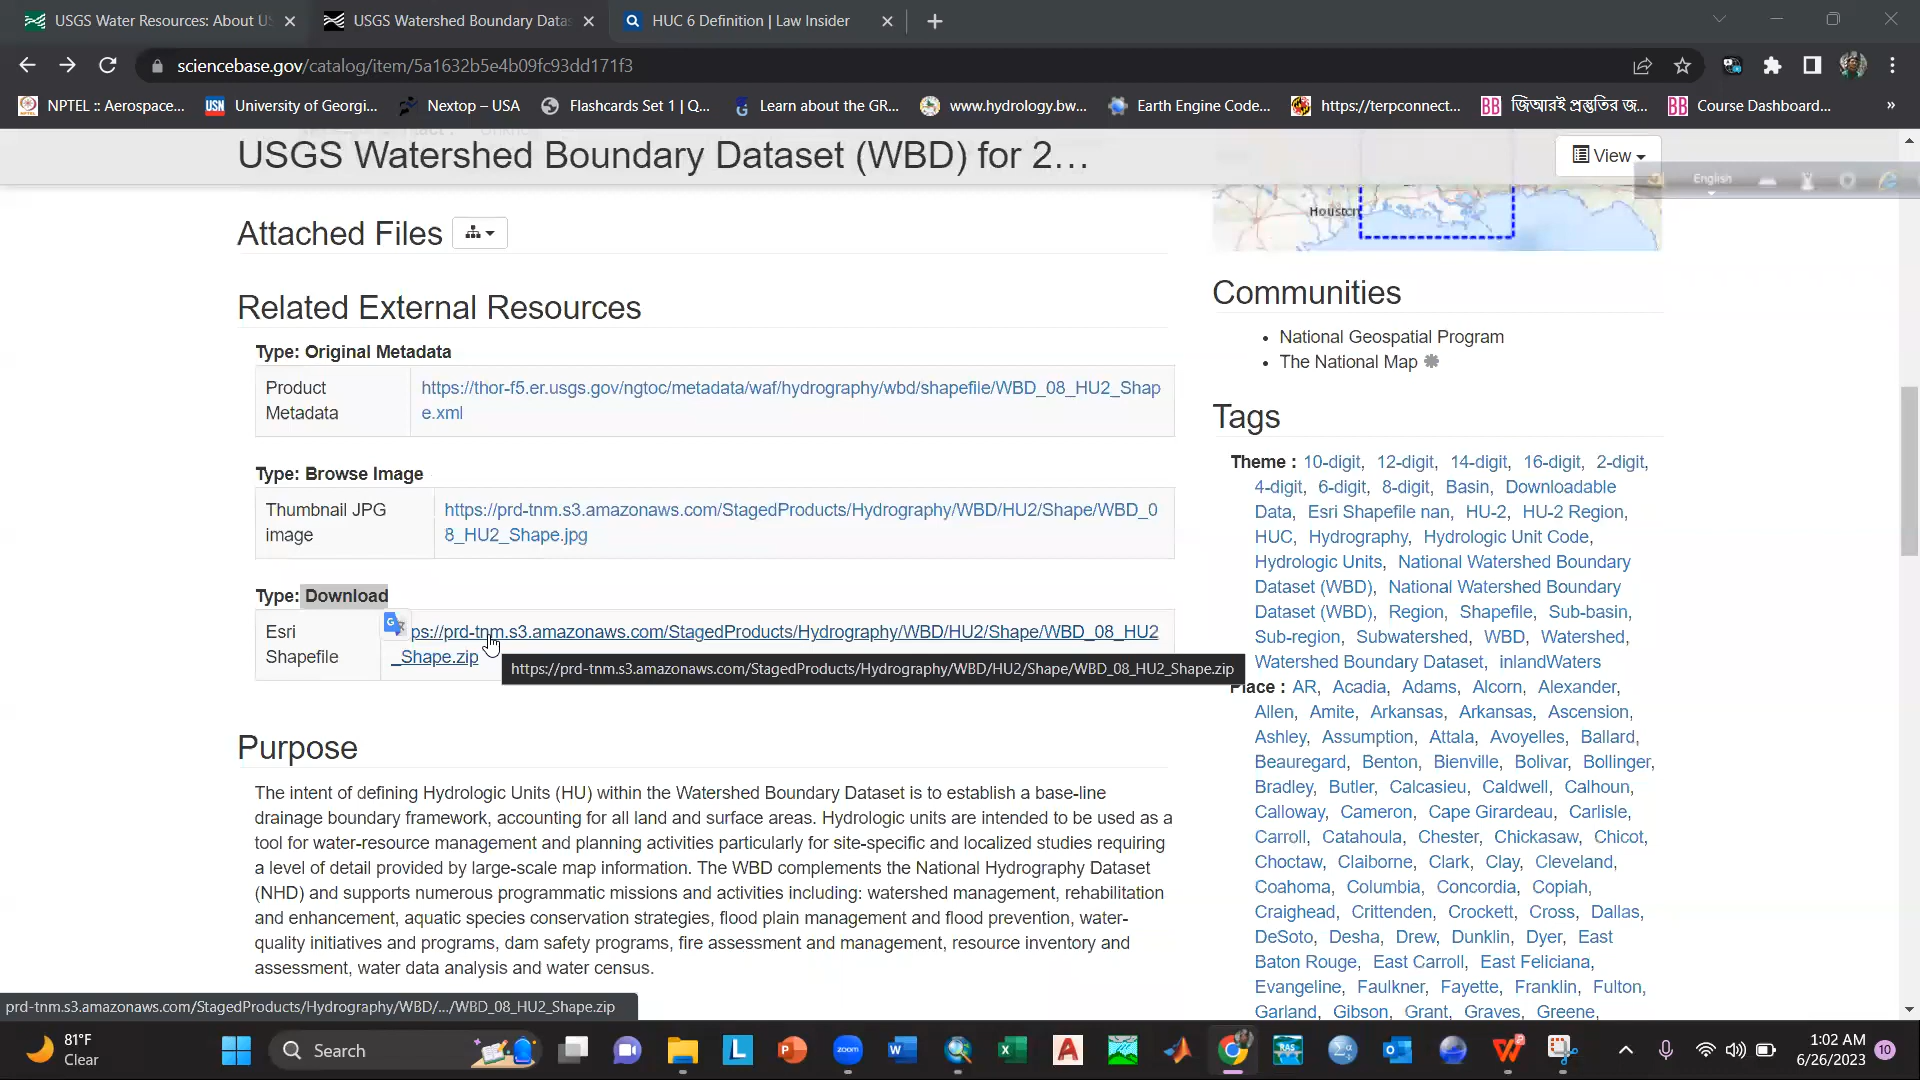 USGS Water Resources: About US
USGS Watershed Boundary Datas
HUC 6 Definition | Law Insider
sciencebase.gov/catalog/item/5a1632b5e4b09fc93dd171f3
NPTEL :: Aerospace...
USN University of Georgi...
Nextop – USA
Flashcards Set 1 | Q...
Learn about the GR...
www.hydrology.bw...
Earth Engine Code...
https://terpconnect...
BB জিআরই প্রস্তুতির জ...
BB Course Dashboard...
»
USGS Watershed Boundary Dataset (WBD) for 2...
View
English
Attached Files
Houston
Related External Resources
Type: Original Metadata
Product
Metadata
https://thor-f5.er.usgs.gov/ngtoc/metadata/waf/hydrography/wbd/shapefile/WBD_08_HU2_Shap
e.xml
Type: Browse Image
Thumbnail JPG
image
https://prd-tnm.s3.amazonaws.com/StagedProducts/Hydrography/WBD/HU2/Shape/WBD_0
8_HU2_Shape.jpg
Type: Download
Esri
Shapefile
ps://prd-tnm.s3.amazonaws.com/StagedProducts/Hydrography/WBD/HU2/Shape/WBD_08_HU2
_Shape.zip
https://prd-tnm.s3.amazonaws.com/StagedProducts/Hydrography/WBD/HU2/Shape/WBD_08_HU2_Shape.zip
Purpose
The intent of defining Hydrologic Units (HU) within the Watershed Boundary Dataset is to establish a base-line
drainage boundary framework, accounting for all land and surface areas. Hydrologic units are intended to be used as a
tool for water-resource management and planning activities particularly for site-specific and localized studies requiring
a level of detail provided by large-scale map information. The WBD complements the National Hydrography Dataset
(NHD) and supports numerous programmatic missions and activities including: watershed management, rehabilitation
and enhancement, aquatic species conservation strategies, flood plain management and flood prevention, water-
quality initiatives and programs, dam safety programs, fire assessment and management, resource inventory and
assessment, water data analysis and water census.
Communities
• National Geospatial Program
• The National Map
Tags
Theme : 10-digit, 12-digit, 14-digit, 16-digit, 2-digit,
4-digit, 6-digit, 8-digit, Basin, Downloadable
Data, Esri Shapefile nan, HU-2, HU-2 Region,
HUC, Hydrography, Hydrologic Unit Code,
Hydrologic Units, National Watershed Boundary
Dataset (WBD), National Watershed Boundary
Dataset (WBD), Region, Shapefile, Sub-basin,
Sub-region, Subwatershed, WBD, Watershed,
Watershed Boundary Dataset, inlandWaters
Place : AR, Acadia, Adams, Alcorn, Alexander,
Allen, Amite, Arkansas, Arkansas, Ascension,
Ashley, Assumption, Attala, Avoyelles, Ballard,
Beauregard, Benton, Bienville, Bolivar, Bollinger,
Bradley, Butler, Calcasieu, Caldwell, Calhoun,
Calloway, Cameron, Cape Girardeau, Carlisle,
Carroll, Catahoula, Chester, Chickasaw, Chicot,
Choctaw, Claiborne, Clark, Clay, Cleveland,
Coahoma, Columbia, Concordia, Copiah,
Craighead, Crittenden, Crockett, Cross, Dallas,
DeSoto, Desha, Drew, Dunklin, Dyer, East
Baton Rouge, East Carroll, East Feliciana,
Evangeline, Faulkner, Fayette, Franklin, Fulton,
Garland, Gibson, Grant, Graves, Greene,
prd-tnm.s3.amazonaws.com/StagedProducts/Hydrography/WBD/.../WBD_08_HU2_Shape.zip
81°F
Clear
Search
zoom
RAS
1:02 AM
6/26/2023
10